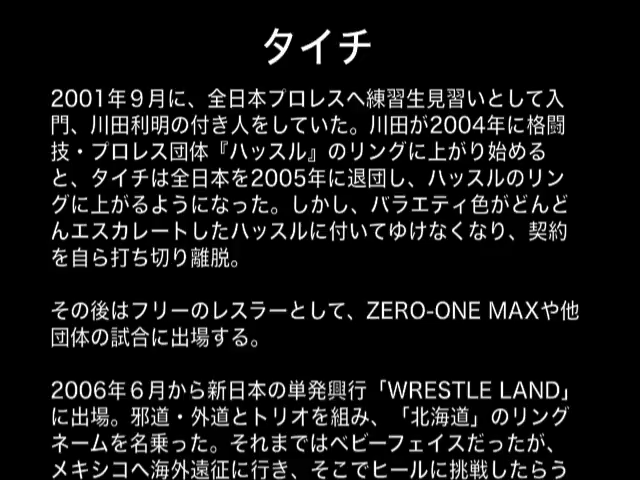 タイチ
2001年９月に、全日本プロレスへ練習生見習いとして入
門、川田利明の付き人をしていた。川田が2004年に格闘
技・プロレス団体『ハッスル』のリングに上がり始める
と、タイチは全日本を2005年に退団し、ハッスルのリン
グに上がるようになった。しかし、バラエティ色がどんど
んエスカレートしたハッスルに付いてゆけなくなり、契約
を自ら打ち切り離脱。
その後はフリーのレスラーとして、ZERO-ONE MAXや他
団体の試合に出場する。
2006年６月から新日本の単発興行「WRESTLE LAND」
に出場。邪道・外道とトリオを組み、「北海道」のリング
ネームを名乗った。それまではベビーフェイスだったが、
メキシコへ海外遠征に行き、そこでヒールに挑戦したらう